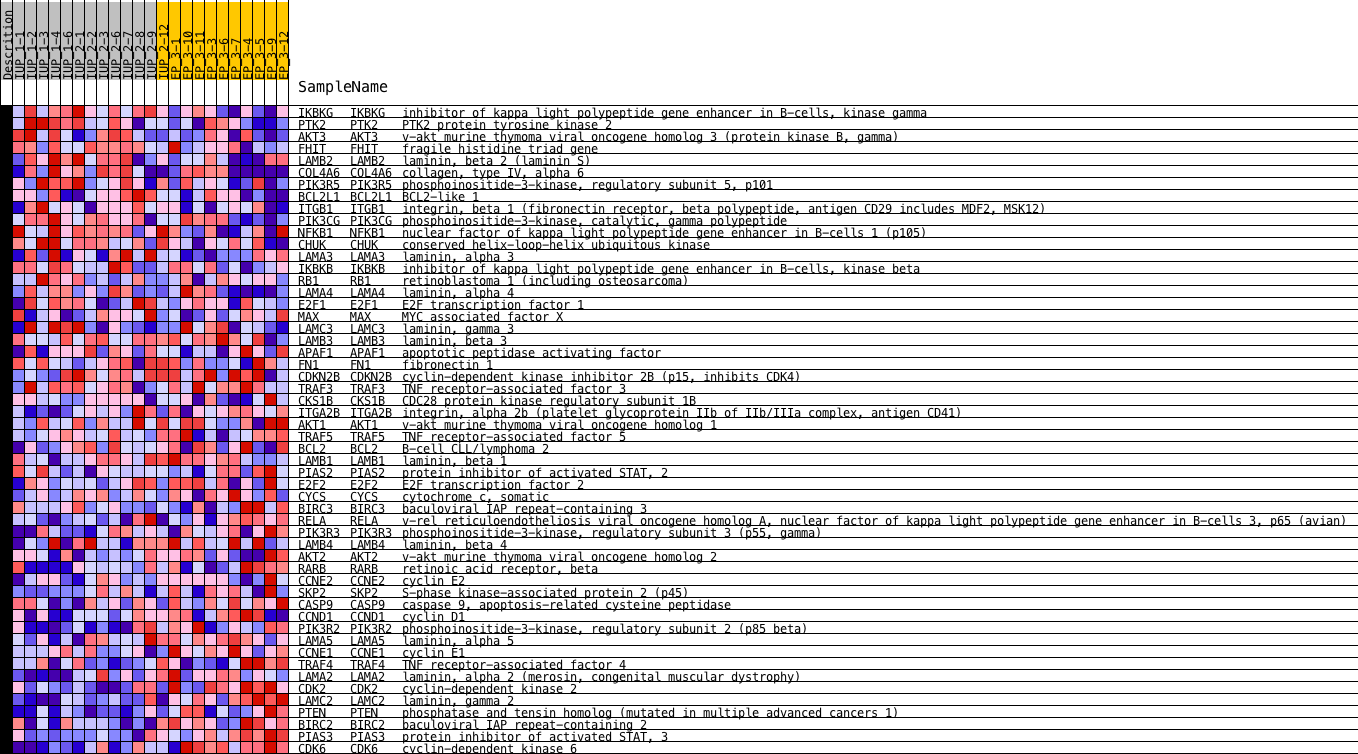 Descrition
IUP_1-1
IUP_1-2
IUP_1-3
IUP_1-4
IUP_1-6
IUP_2-1
IUP_2-2
IUP_2-3
IUP_2-6
IUP_2-7
IUP_2-8
IUP_2-9
IUP_2-12
EP_3-1
EP_3-10
EP_3-11
EP_3-3
EP_3-6
EP_3-7
EP_3-4
EP_3-5
EP_3-9
EP_3-12
SampleName
IKBKG IKBKG inhibitor of kappa light polypeptide gene enhancer in B-cells, kinase gamma
PTK2 PTK2 PTK2 protein tyrosine kinase 2
AKT3 AKT3 v-akt murine thymoma viral oncogene homolog 3 (protein kinase B, gamma)
FHIT FHIT fragile histidine triad gene
LAMB2 LAMB2 laminin, beta 2 (laminin S)
COL4A6 COL4A6 collagen, type IV, alpha 6
PIK3R5 PIK3R5 phosphoinositide-3-kinase, regulatory subunit 5, p101
BCL2L1 BCL2L1 BCL2-like 1
ITGB1 ITGB1 integrin, beta 1 (fibronectin receptor, beta polypeptide, antigen CD29 includes MDF2, MSK12)
PIK3CG PIK3CG phosphoinositide-3-kinase, catalytic, gamma polypeptide
NFKB1 NFKB1 nuclear factor of kappa light polypeptide gene enhancer in B-cells 1 (p105)
CHUK CHUK conserved helix-loop-helix ubiquitous kinase
LAMA3 LAMA3 laminin, alpha 3
IKBKB IKBKB inhibitor of kappa light polypeptide gene enhancer in B-cells, kinase beta
RB1 RB1 retinoblastoma 1 (including osteosarcoma)
LAMA4 LAMA4 laminin, alpha 4
E2F1 E2F1 E2F transcription factor 1
MAX MAX MYC associated factor X
LAMC3 LAMC3 laminin, gamma 3
LAMB3 LAMB3 laminin, beta 3
APAF1 APAF1 apoptotic peptidase activating factor
FN1 FN1 fibronectin 1
CDKN2B CDKN2B cyclin-dependent kinase inhibitor 2B (p15, inhibits CDK4)
TRAF3 TRAF3 TNF receptor-associated factor 3
CKS1B CKS1B CDC28 protein kinase regulatory subunit 1B
ITGA2B ITGA2B integrin, alpha 2b (platelet glycoprotein IIb of IIb/IIIa complex, antigen CD41)
AKT1 AKT1 v-akt murine thymoma viral oncogene homolog 1
TRAF5 TRAF5 TNF receptor-associated factor 5
BCL2 BCL2 B-cell CLL/lymphoma 2
LAMB1 LAMB1 laminin, beta 1
PIAS2 PIAS2 protein inhibitor of activated STAT, 2
E2F2 E2F2 E2F transcription factor 2
CYCS CYCS cytochrome c, somatic
BIRC3 BIRC3 baculoviral IAP repeat-containing 3
RELA RELA v-rel reticuloendotheliosis viral oncogene homolog A, nuclear factor of kappa light polypeptide gene enhancer in B-cells 3, p65 (avian)
PIK3R3 PIK3R3 phosphoinositide-3-kinase, regulatory subunit 3 (p55, gamma)
LAMB4 LAMB4 laminin, beta 4
AKT2 AKT2 v-akt murine thymoma viral oncogene homolog 2
RARB RARB retinoic acid receptor, beta
CCNE2 CCNE2 cyclin E2
SKP2 SKP2 S-phase kinase-associated protein 2 (p45)
CASP9 CASP9 caspase 9, apoptosis-related cysteine peptidase
CCND1 CCND1 cyclin D1
PIK3R2 PIK3R2 phosphoinositide-3-kinase, regulatory subunit 2 (p85 beta)
LAMA5 LAMA5 laminin, alpha 5
CCNE1 CCNE1 cyclin E1
TRAF4 TRAF4 TNF receptor-associated factor 4
LAMA2 LAMA2 laminin, alpha 2 (merosin, congenital muscular dystrophy)
CDK2 CDK2 cyclin-dependent kinase 2
LAMC2 LAMC2 laminin, gamma 2
PTEN PTEN phosphatase and tensin homolog (mutated in multiple advanced cancers 1)
BIRC2 BIRC2 baculoviral IAP repeat-containing 2
PIAS3 PIAS3 protein inhibitor of activated STAT, 3
CDK6 CDK6 cyclin-dependent kinase 6